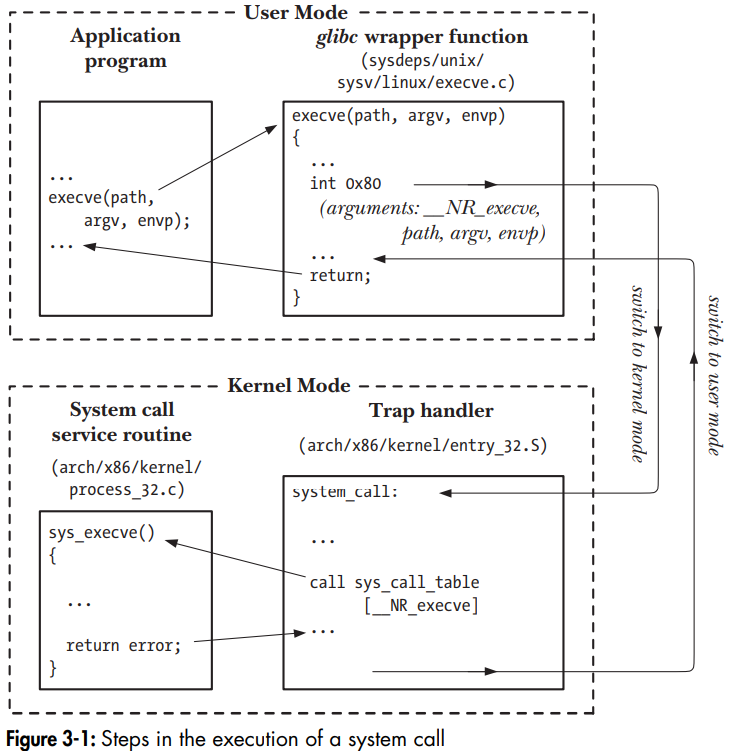 User Mode
Application
program
glibc wrapper function
(sysdeps/unix/
sysv/linux/execve.c)
...
execve(path,
argv, envp);
...
execve(path, argv, envp)
{
...
int 0x80
(arguments: __NR_execve,
path, argv, envp)
...
return;
}
switch to kernel mode
switch to user mode
Kernel Mode
System call
service routine
(arch/x86/kernel/
process_32.c)
Trap handler
(arch/x86/kernel/entry_32.S)
sys_execve()
{
...
return error;
}
system_call:
...
call sys_call_table
[__NR_execve]
...
Figure 3-1: Steps in the execution of a system call